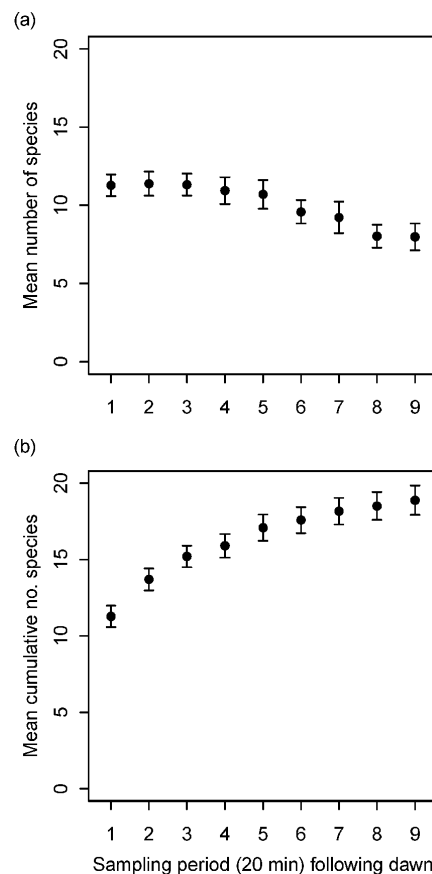 (a)
20
15
10
5
0
Mean number of species
1 2 3 4 5 6 7 8 9
(b)
20
15
10
5
0
Mean cumulative no. species
1 2 3 4 5 6 7 8 9
Sampling period (20 min) following dawn